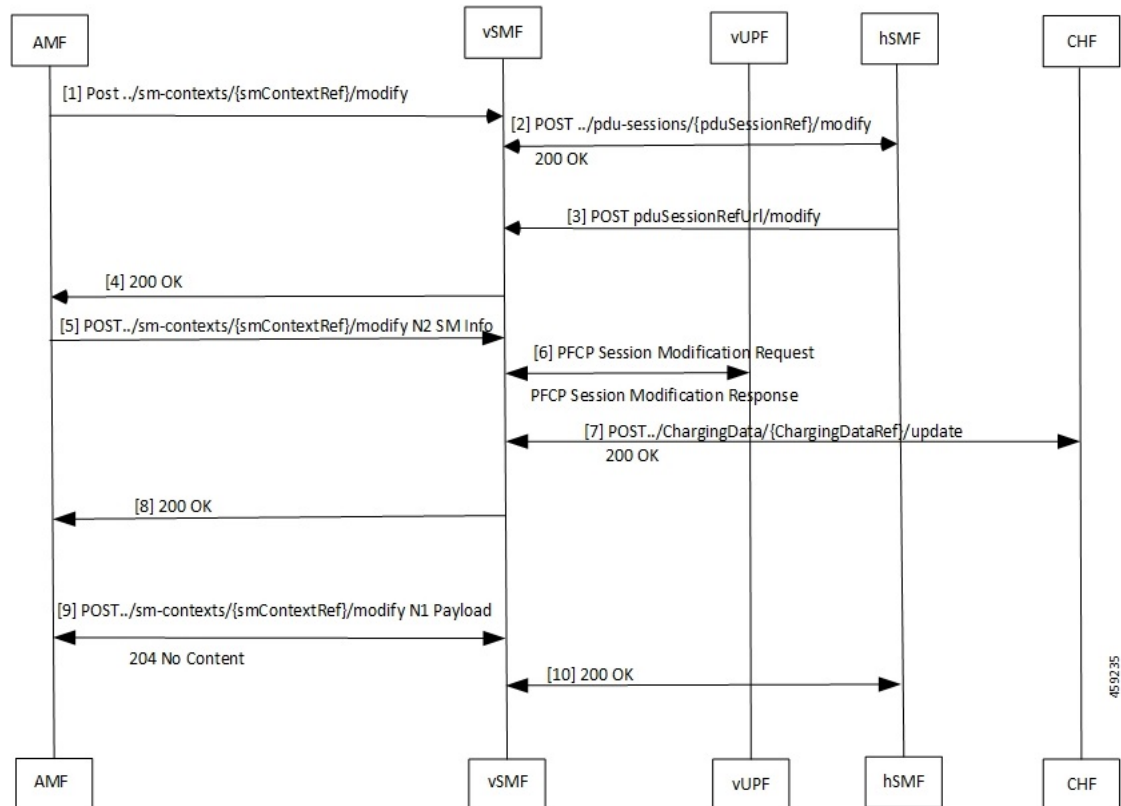 AMF
vSMF
vUPF
hSMF
CHF
[1] Post ../sm-contexts/{smContextRef}/modify
[2] POST ../pdu-sessions/{pduSessionRef}/modify
200 OK
[3] POST pduSessionRefUrl/modify
[4] 200 OK
[5] POST../sm-contexts/{smContextRef}/modify N2 SM Info
[6] PFCP Session Modification Request
PFCP Session Modification Response
[7] POST../ChargingData/{ChargingDataRef}/update
200 OK
[8] 200 OK
[9] POST../sm-contexts/{smContextRef}/modify N1 Payload
204 No Content
[10] 200 OK
459235
AMF
vSMF
vUPF
hSMF
CHF